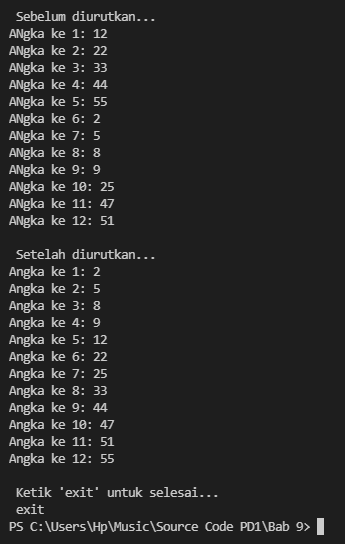 Sebelum diurutkan...
ANgka ke 1: 12
ANgka ke 2: 22
ANgka ke 3: 33
ANgka ke 4: 44
ANgka ke 5: 55
ANgka ke 6: 2
ANgka ke 7: 5
ANgka ke 8: 8
ANgka ke 9: 9
ANgka ke 10: 25
ANgka ke 11: 47
ANgka ke 12: 51
Setelah diurutkan...
Angka ke 1: 2
Angka ke 2: 5
Angka ke 3: 8
Angka ke 4: 9
Angka ke 5: 12
Angka ke 6: 22
Angka ke 7: 25
Angka ke 8: 33
Angka ke 9: 44
Angka ke 10: 47
Angka ke 11: 51
Angka ke 12: 55
Ketik 'exit' untuk selesai...
exit
PS C:\Users\Hp\Music\Source Code PD1\Bab 9>